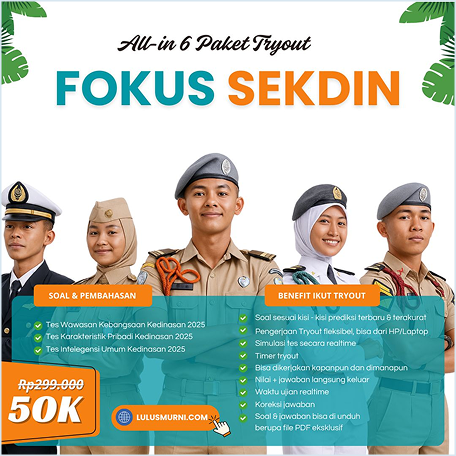 All-in 6 Paket Tryout
FOKUS SEKDIN
SOAL & PEMBAHASAN
Tes Wawasan Kebangsaan Kedinasan 2025
Tes Karakteristik Pribadi Kedinasan 2025
Tes Intelegensi Umum Kedinasan 2025
Rp299.000
50K
LULUSMURNI.COM
BENEFIT IKUT TRYOUT
Soal sesuai kisi - kisi prediksi terbaru & terakurat
Pengerjaan Tryout fleksibel, bisa dari HP/Laptop
Simulasi tes secara realtime
Timer tryout
Bisa dikerjakan kapanpun dan dimanapun
Nilai + jawaban langsung keluar
Waktu ujian realtime
Koreksi jawaban
Soal & jawaban bisa di unduh
berupa file PDF eksklusif